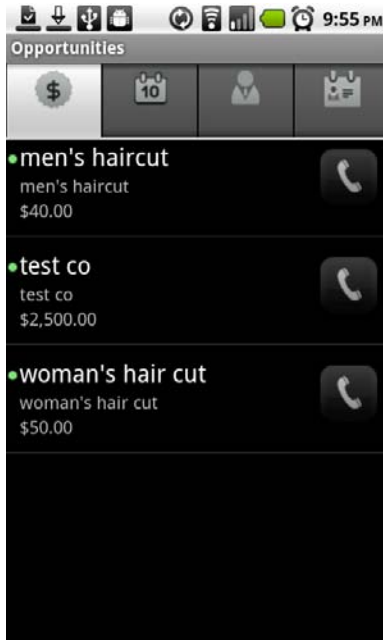 9:55 PM
Opportunities
$
10
men's haircut
men's haircut
$40.00
test co
test co
$2,500.00
woman's hair cut
woman's hair cut
$50.00